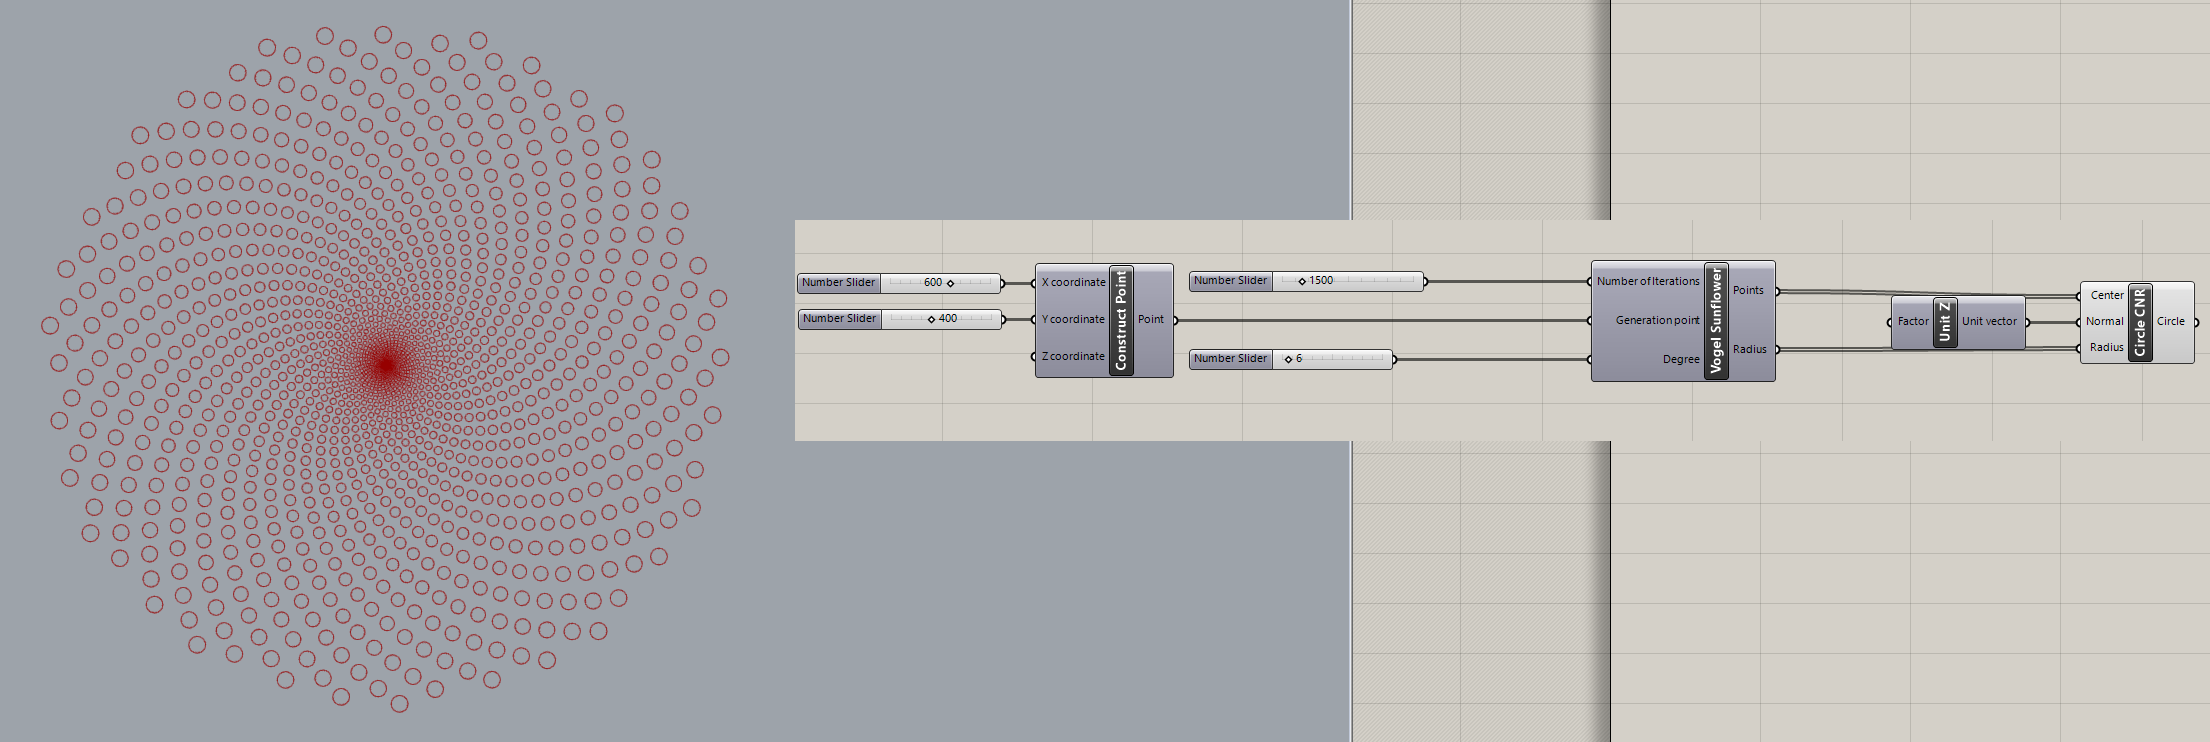 Number Slider 600
Number Slider 400
X coordinate
Y coordinate
Z coordinate
Construct Point
Point
Number Slider 1500
Number Slider 6
Number of Iterations
Generation point
Degree
Vogel Sunflower
Points
Radius
Factor
Unit Z
Unit vector
Center
Normal
Radius
Circle CNR
Circle